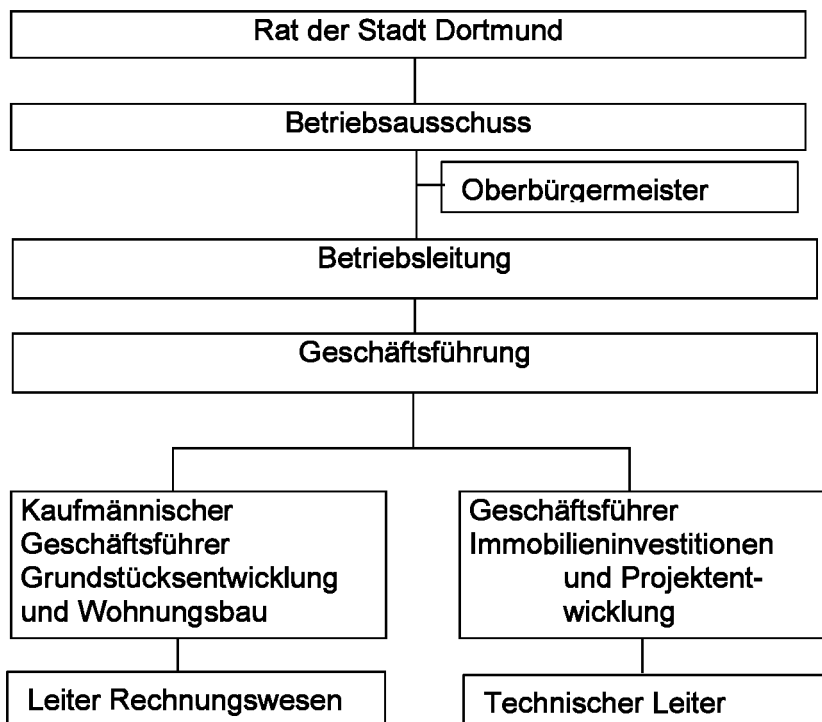 Rat der Stadt Dortmund
Betriebsausschuss
Oberbürgermeister
Betriebsleitung
Geschäftsführung
Kaufmännischer
Geschäftsführer
Grundstücksentwicklung
und Wohnungsbau
Geschäftsführer
Immobilieninvestitionen
und Projektent-
wicklung
Leiter Rechnungswesen
Technischer Leiter